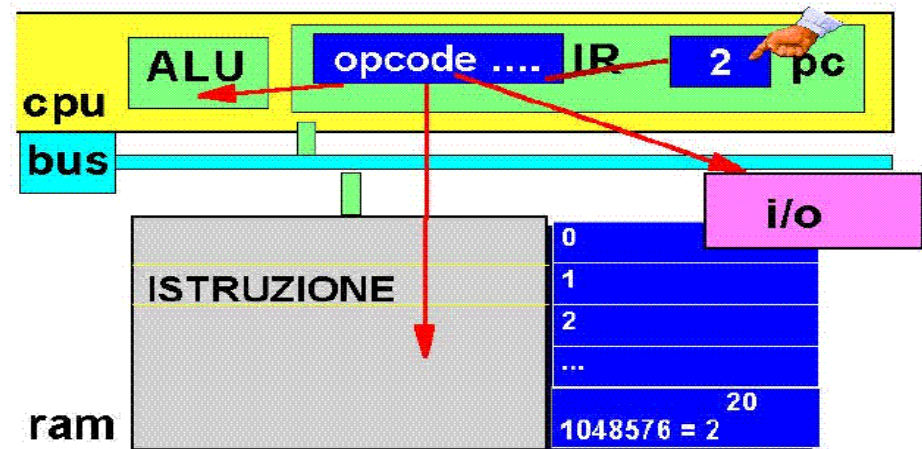 ALU
opcode .... IR
2 pc
cpu
bus
i/o
ISTRUZIONE
0
1
2
...
20
1048576 = 2
ram